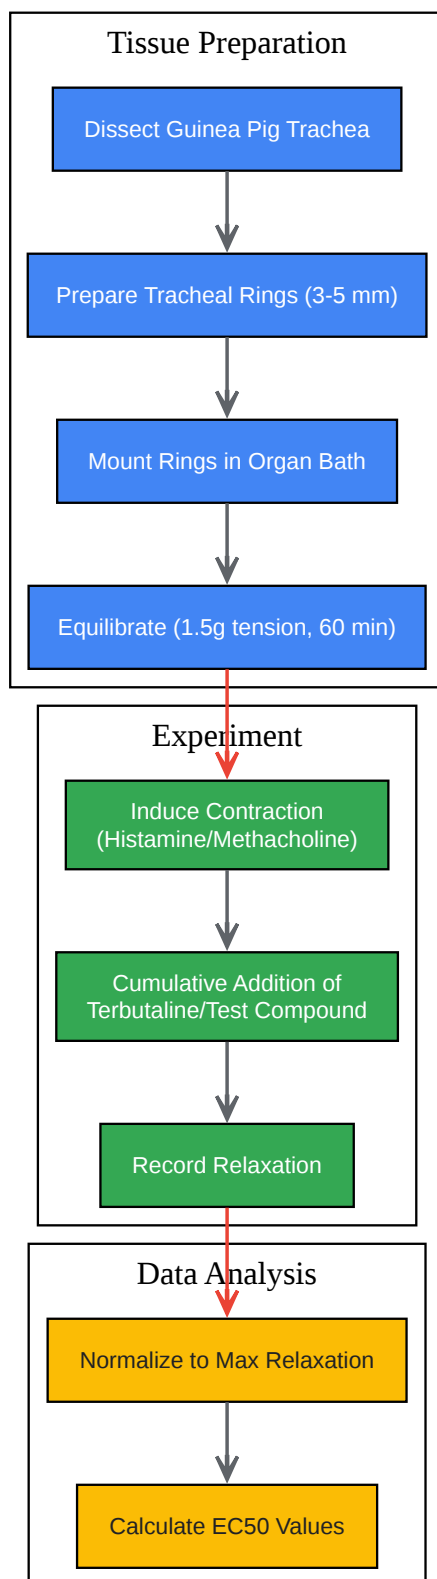 Tissue Preparation
Dissect Guinea Pig Trachea
Prepare Tracheal Rings (3-5 mm)
Mount Rings in Organ Bath
Equilibrate (1.5g tension, 60 min)
Experiment
Induce Contraction
(Histamine/Methacholine)
Cumulative Addition of
Terbutaline/Test Compound
Record Relaxation
Data Analysis
Normalize to Max Relaxation
Calculate EC50 Values